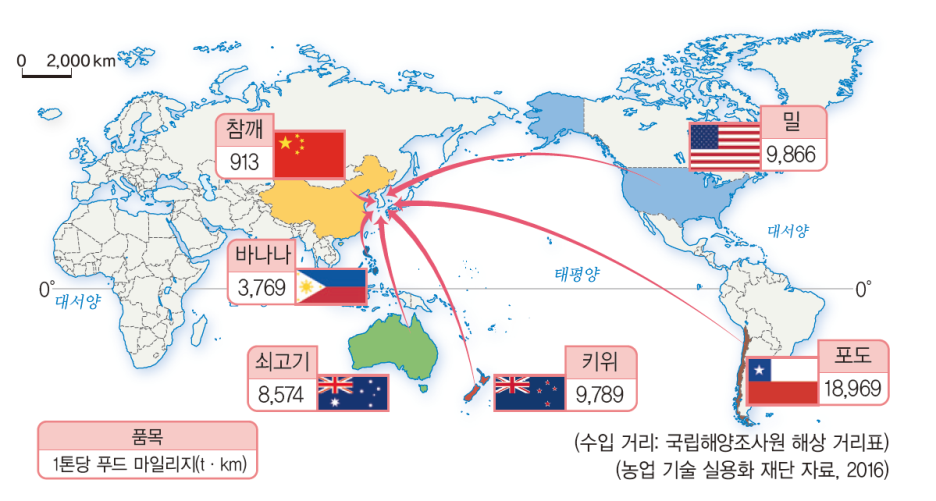 0 2,000 km
참깨
913
밀
9,866
대서양
바나나
3,769
태평양
0°
0°
대서양
쇠고기
8,574
키위
9,789
포도
18,969
품목
1톤당 푸드 마일리지(t · km)
(수입 거리: 국립해양조사원 해상 거리표)
(농업 기술 실용화 재단 자료, 2016)